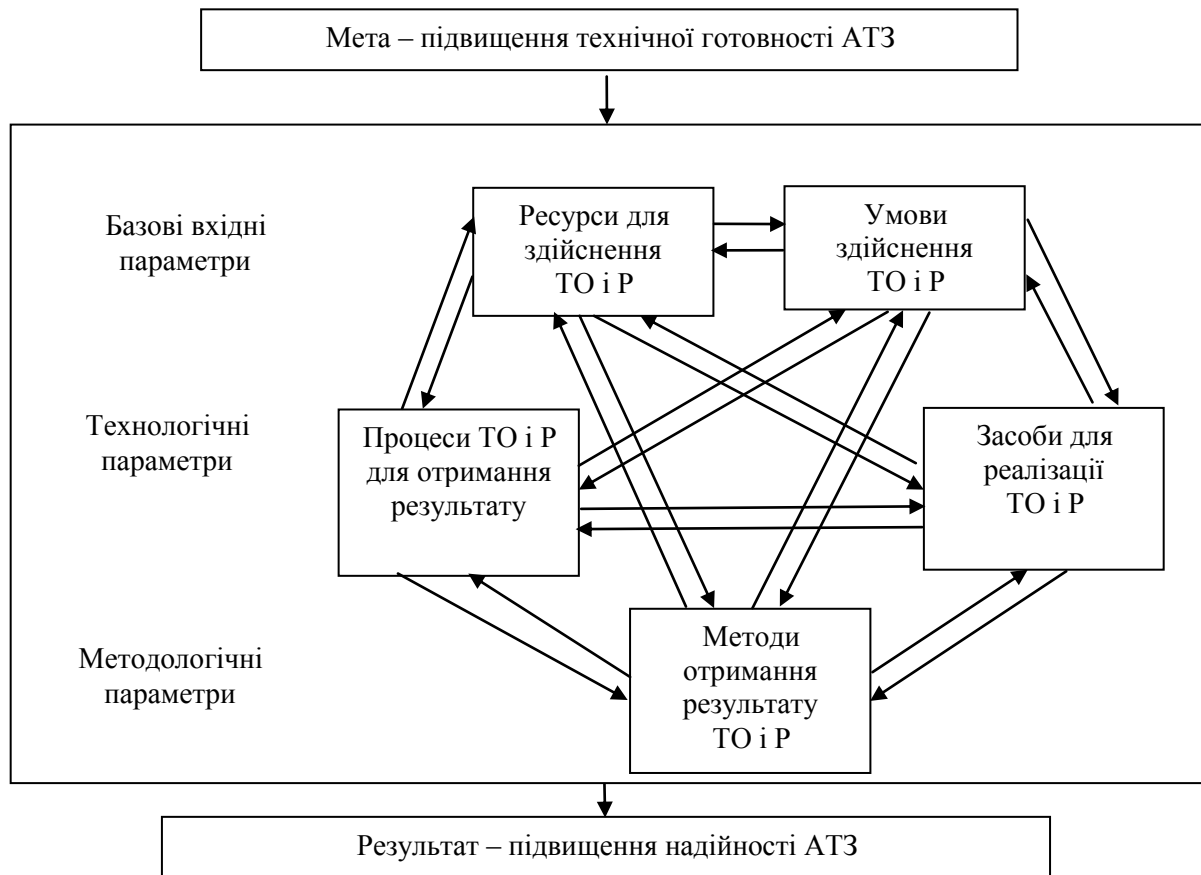 Мета – підвищення технічної готовності АТЗ
Базові вхідні
параметри
Ресурси для
здійснення
ТО і Р
Умови
здійснення
ТО і Р
Технологічні
параметри
Процеси ТО і Р
для отримання
результату
Засоби для
реалізації
ТО і Р
Методологічні
параметри
Методи
отримання
результату
ТО і Р
Результат – підвищення надійності АТЗ